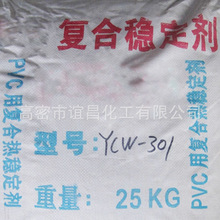 复合稳定剂
高密市谊昌化工有限公司
型号: YCW-301
重量: 25 KG
PVC用复合热稳定剂
PVC用复合热稳定剂